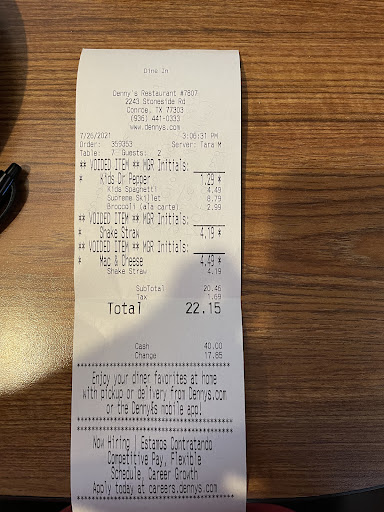 Dine In
Denny's Restaurant #7807
2243 Stoneside Rd
Conroe, TX 77303
(936) 441-0333
www.dennys.com
7/26/2021 3:06:31 PM
Order: 359353 Server: Tara M
Table: 7 Guests: 2
** VOIDED ITEM ** MGR Initials: ______
* Kids Dr Pepper .29 *
Kids Spaghetti 4.49
Supreme Skillet 8.79
Broccoli (ala carte) 2.99
** VOIDED ITEM ** MGR Initials: ______
* Shake Straw 4.19 *
** VOIDED ITEM ** MGR Initials: ______
* Mac & Cheese 4.49 *
Shake Straw 4.19
SubTotal 20.46
Tax 1.69
Total 22.15
Cash 40.00
Change 17.85
****************************************
Enjoy your diner favorites at home
with pickup or delivery from Dennys.com
or the Denny&s mobile app!
****************************************
****************************************
Now Hiring | Estamos Contratando
Competitive Pay, Flexible
Schedule, Career Growth
Apply today at careers.dennys.com
****************************************